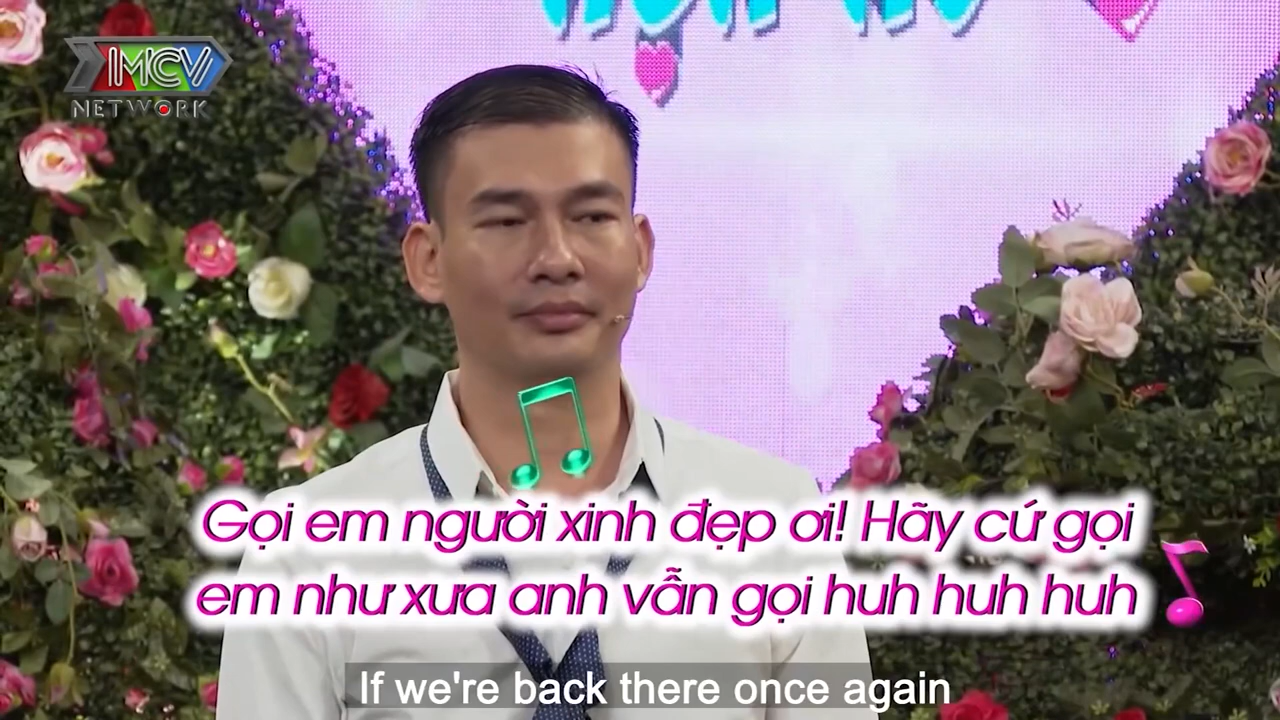 MCV
NETWORK
Gọi em người xinh đẹp ơi! Hãy cứ gọi
em như xưa anh vẫn gọi huh huh huh
If we're back there once again